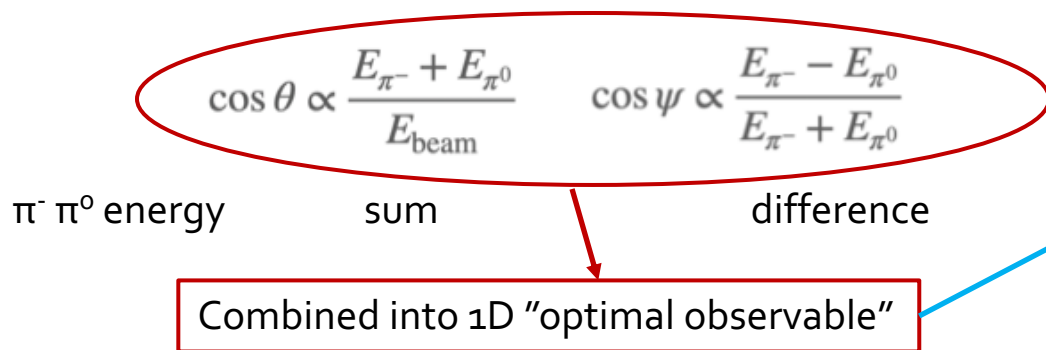 cos θ ∝ (E_π⁻ + E_π⁰) / E_beam    cos ψ ∝ (E_π⁻ − E_π⁰) / (E_π⁻ + E_π⁰)
π⁻ π⁰ energy sum difference
Combined into 1D ”optimal observable”